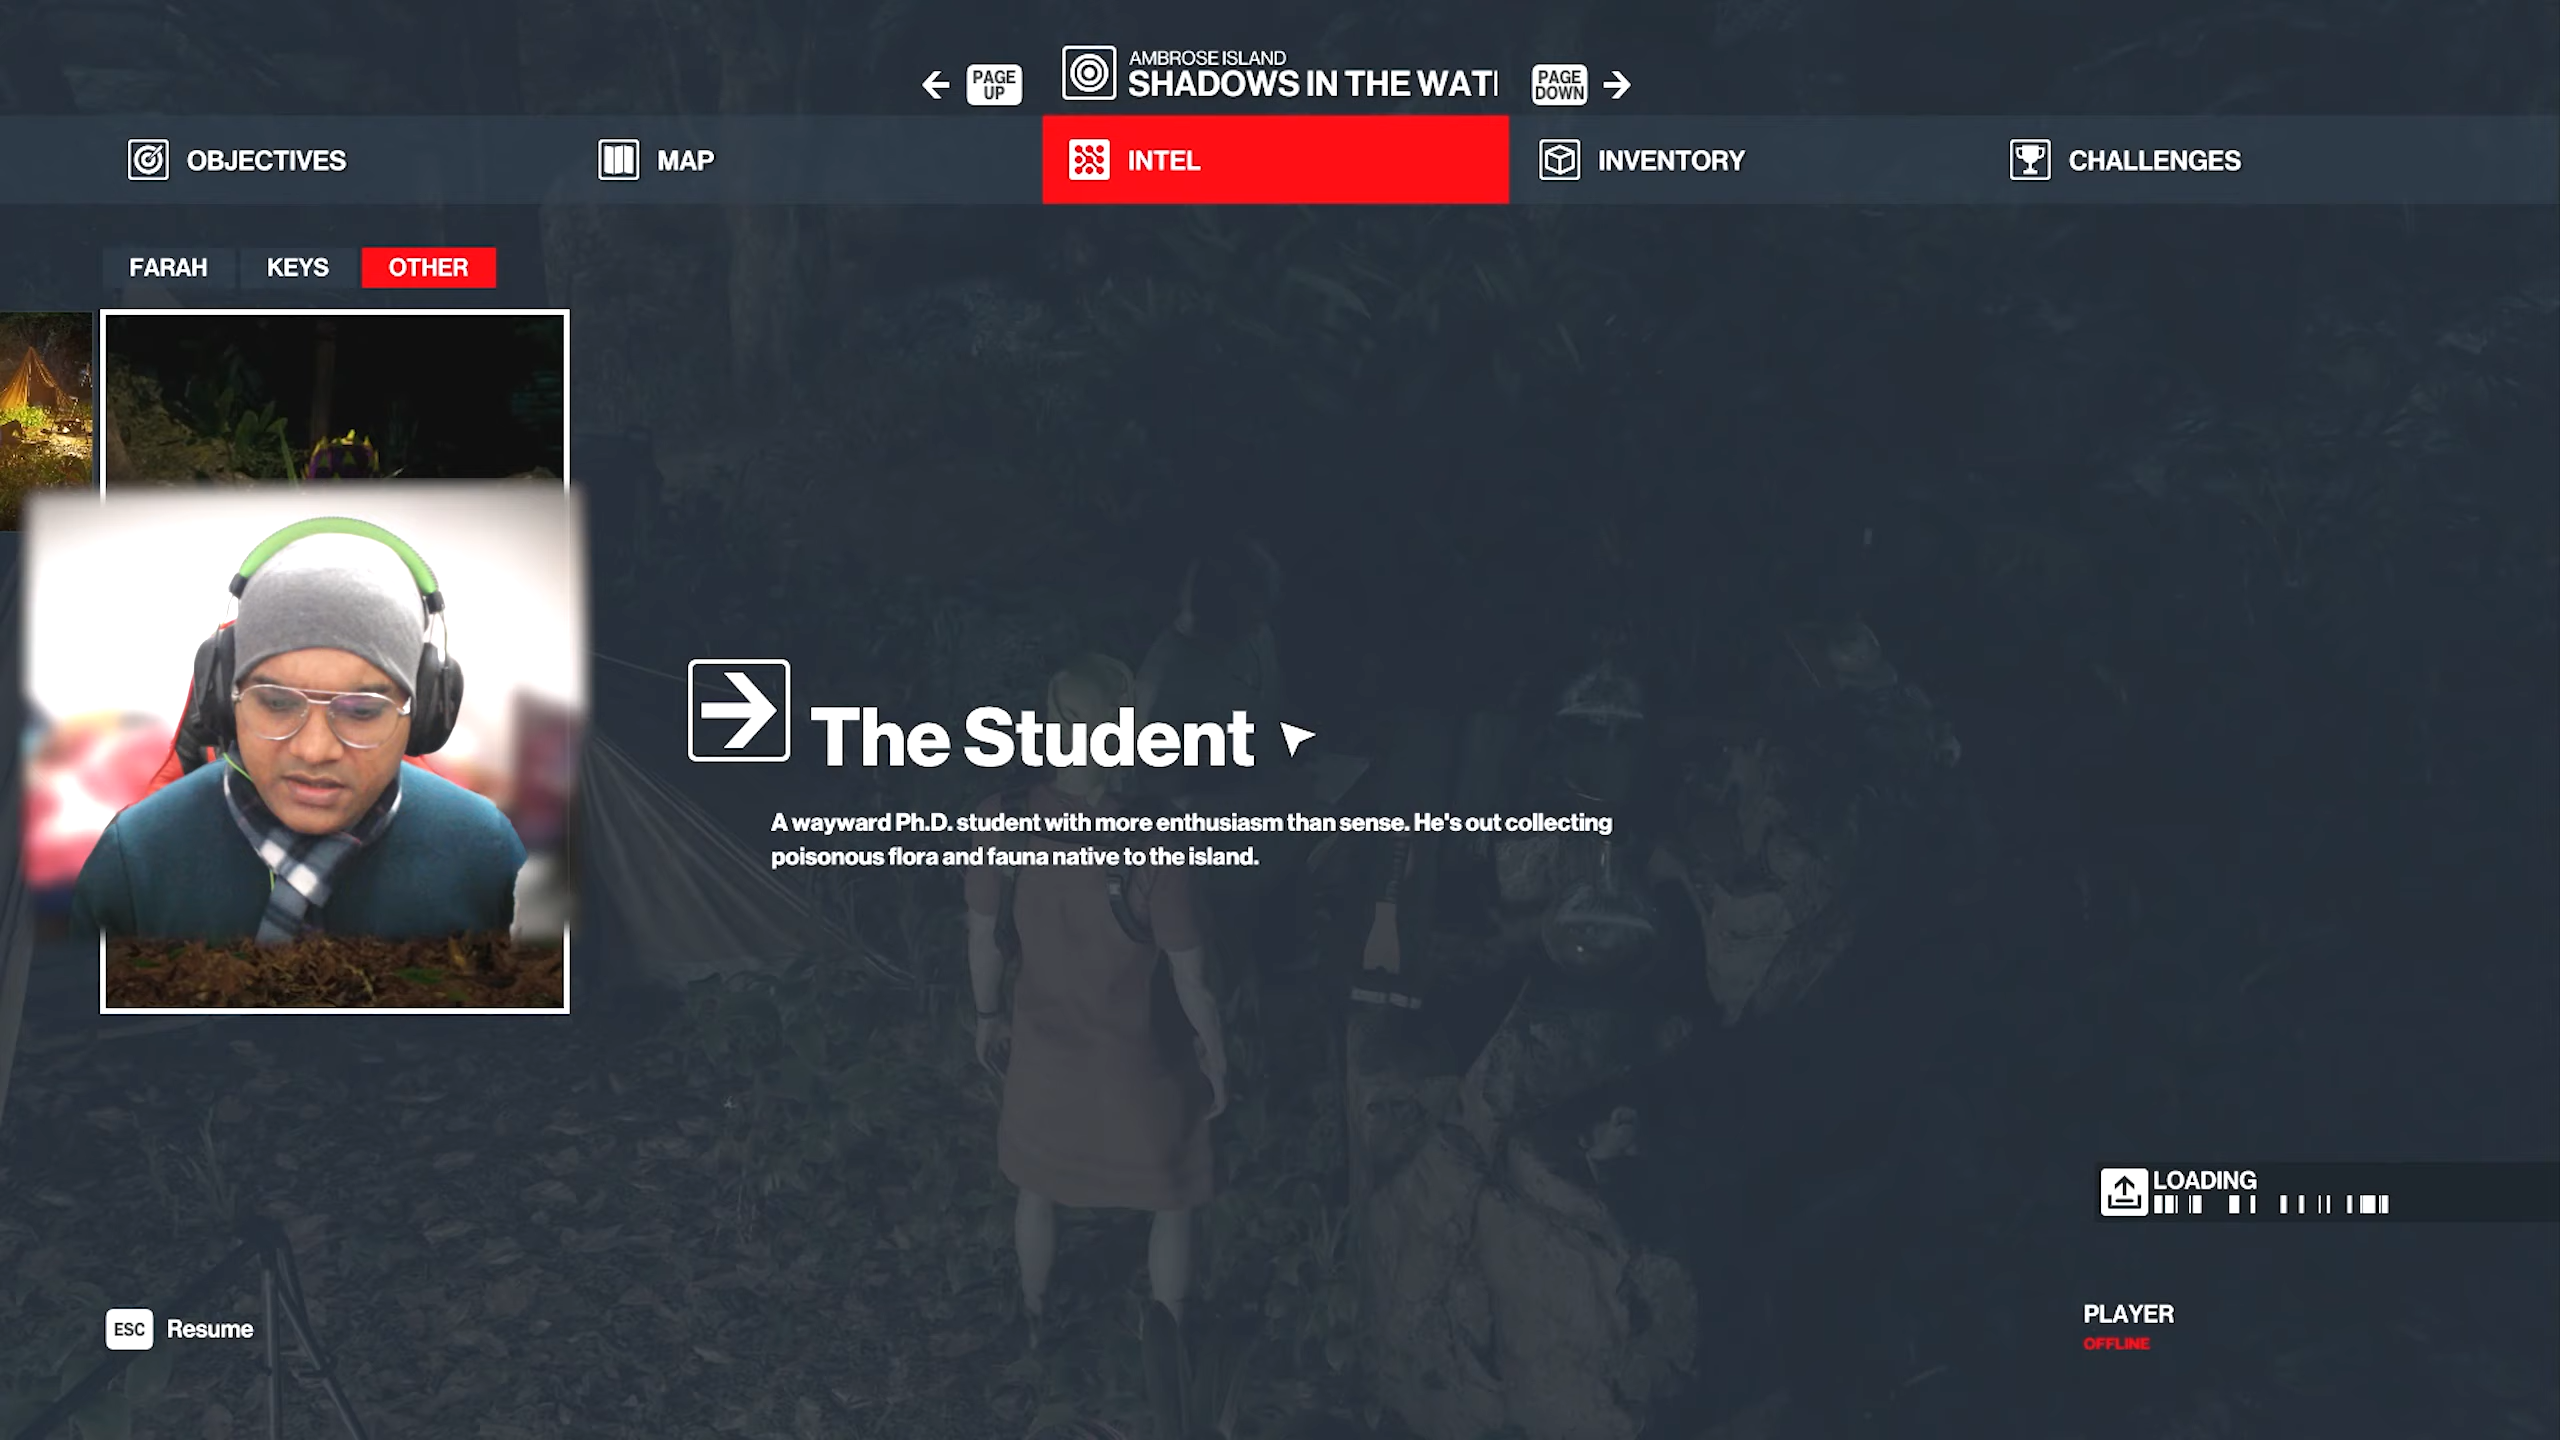 PAGE UP
AMBROSE ISLAND
SHADOWS IN THE WAT
PAGE DOWN
OBJECTIVES
MAP
INTEL
INVENTORY
CHALLENGES
FARAH
KEYS
OTHER
The Student
A wayward Ph.D. student with more enthusiasm than sense. He's out collecting
poisonous flora and fauna native to the island.
LOADING
ESC Resume
PLAYER
OFFLINE